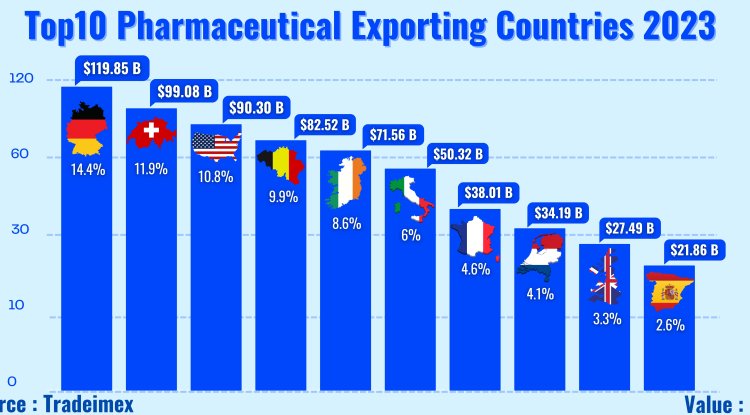 Top10 Pharmaceutical Exporting Countries 2023
120
60
30
10
0
$119.85 B
$99.08 B
$90.30 B
$82.52 B
$71.56 B
$50.32 B
$38.01 B
$34.19 B
$27.49 B
$21.86 B
14.4%
11.9%
10.8%
9.9%
8.6%
6%
4.6%
4.1%
3.3%
2.6%
rce : Tradeimex
Value :